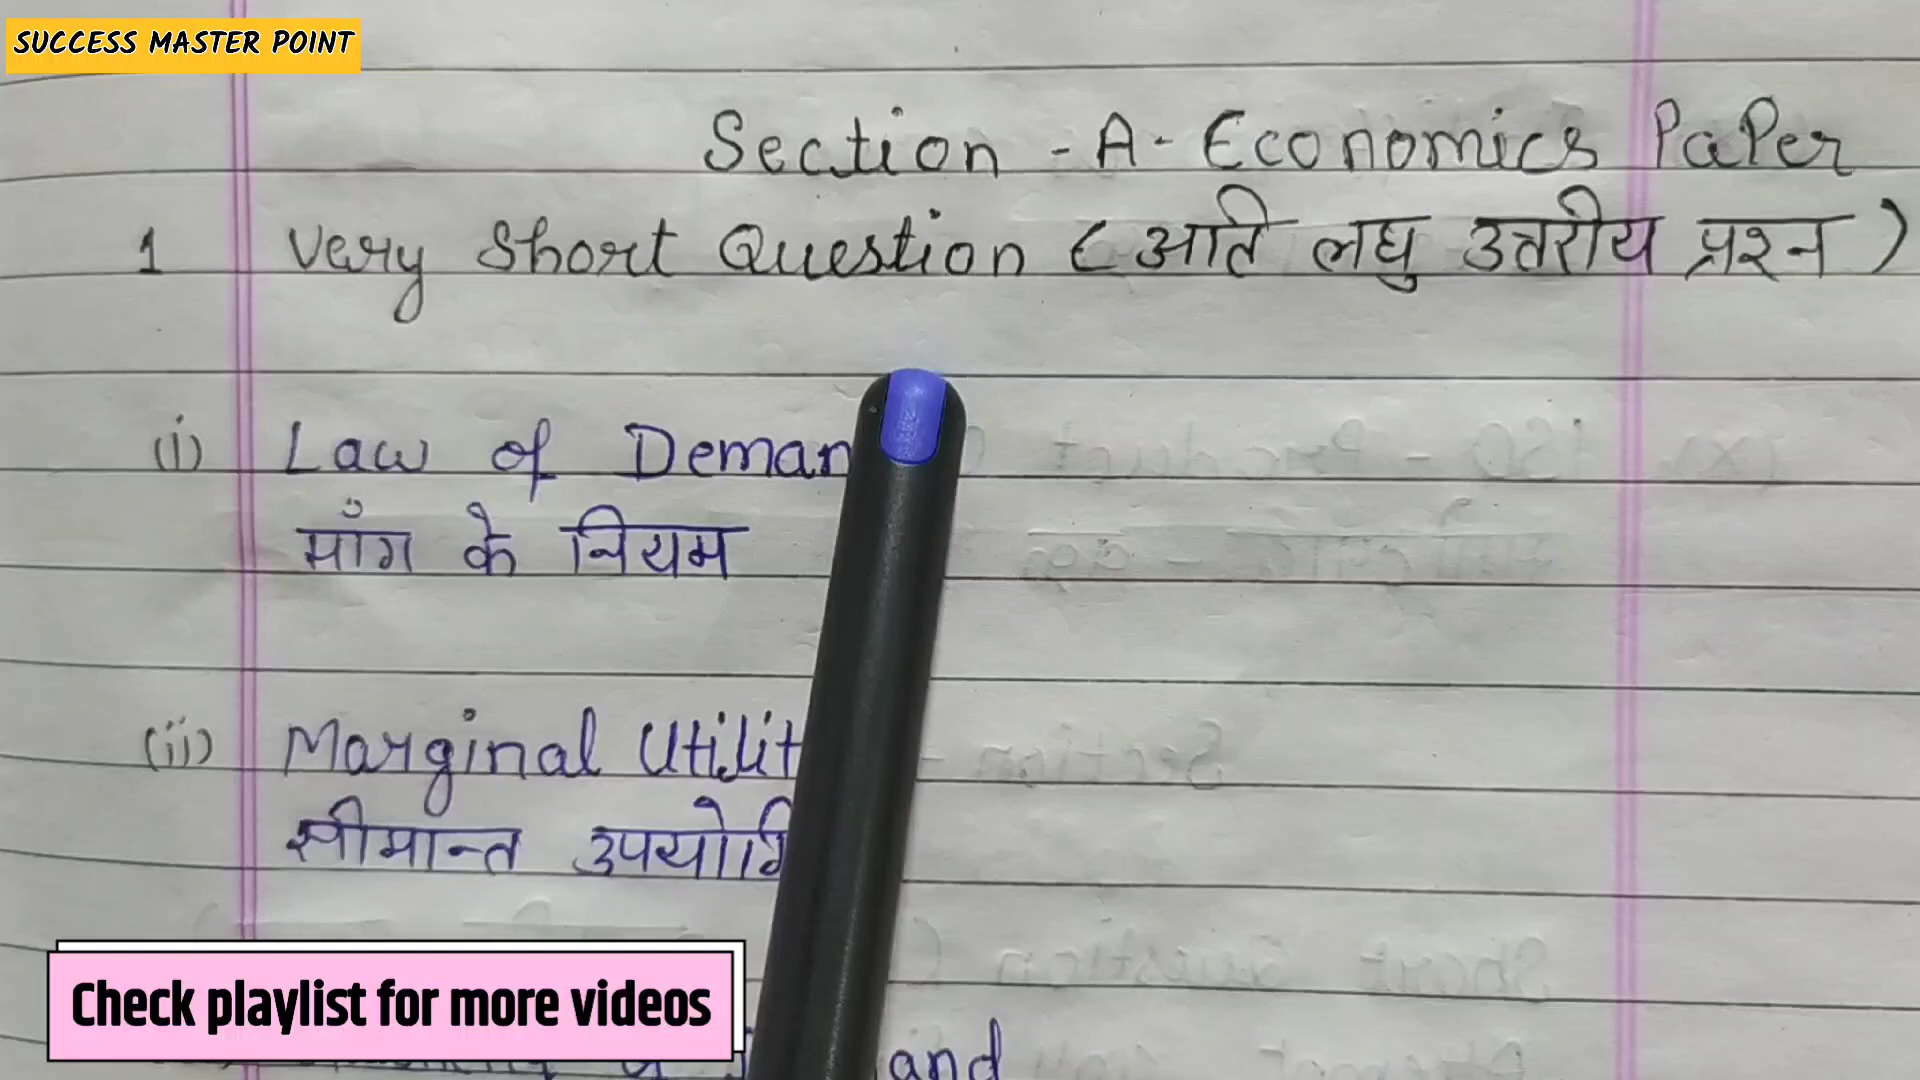 SUCCESS MASTER POINT
Section - A - Economics PaPer
1 Very Short Question (आति लघु उत्तरीय प्रश्न)
(i) Law of Deman
माँग के नियम
(ii) Marginal Utilit
सीमान्त उपयोगि
Check playlist for more videos
and